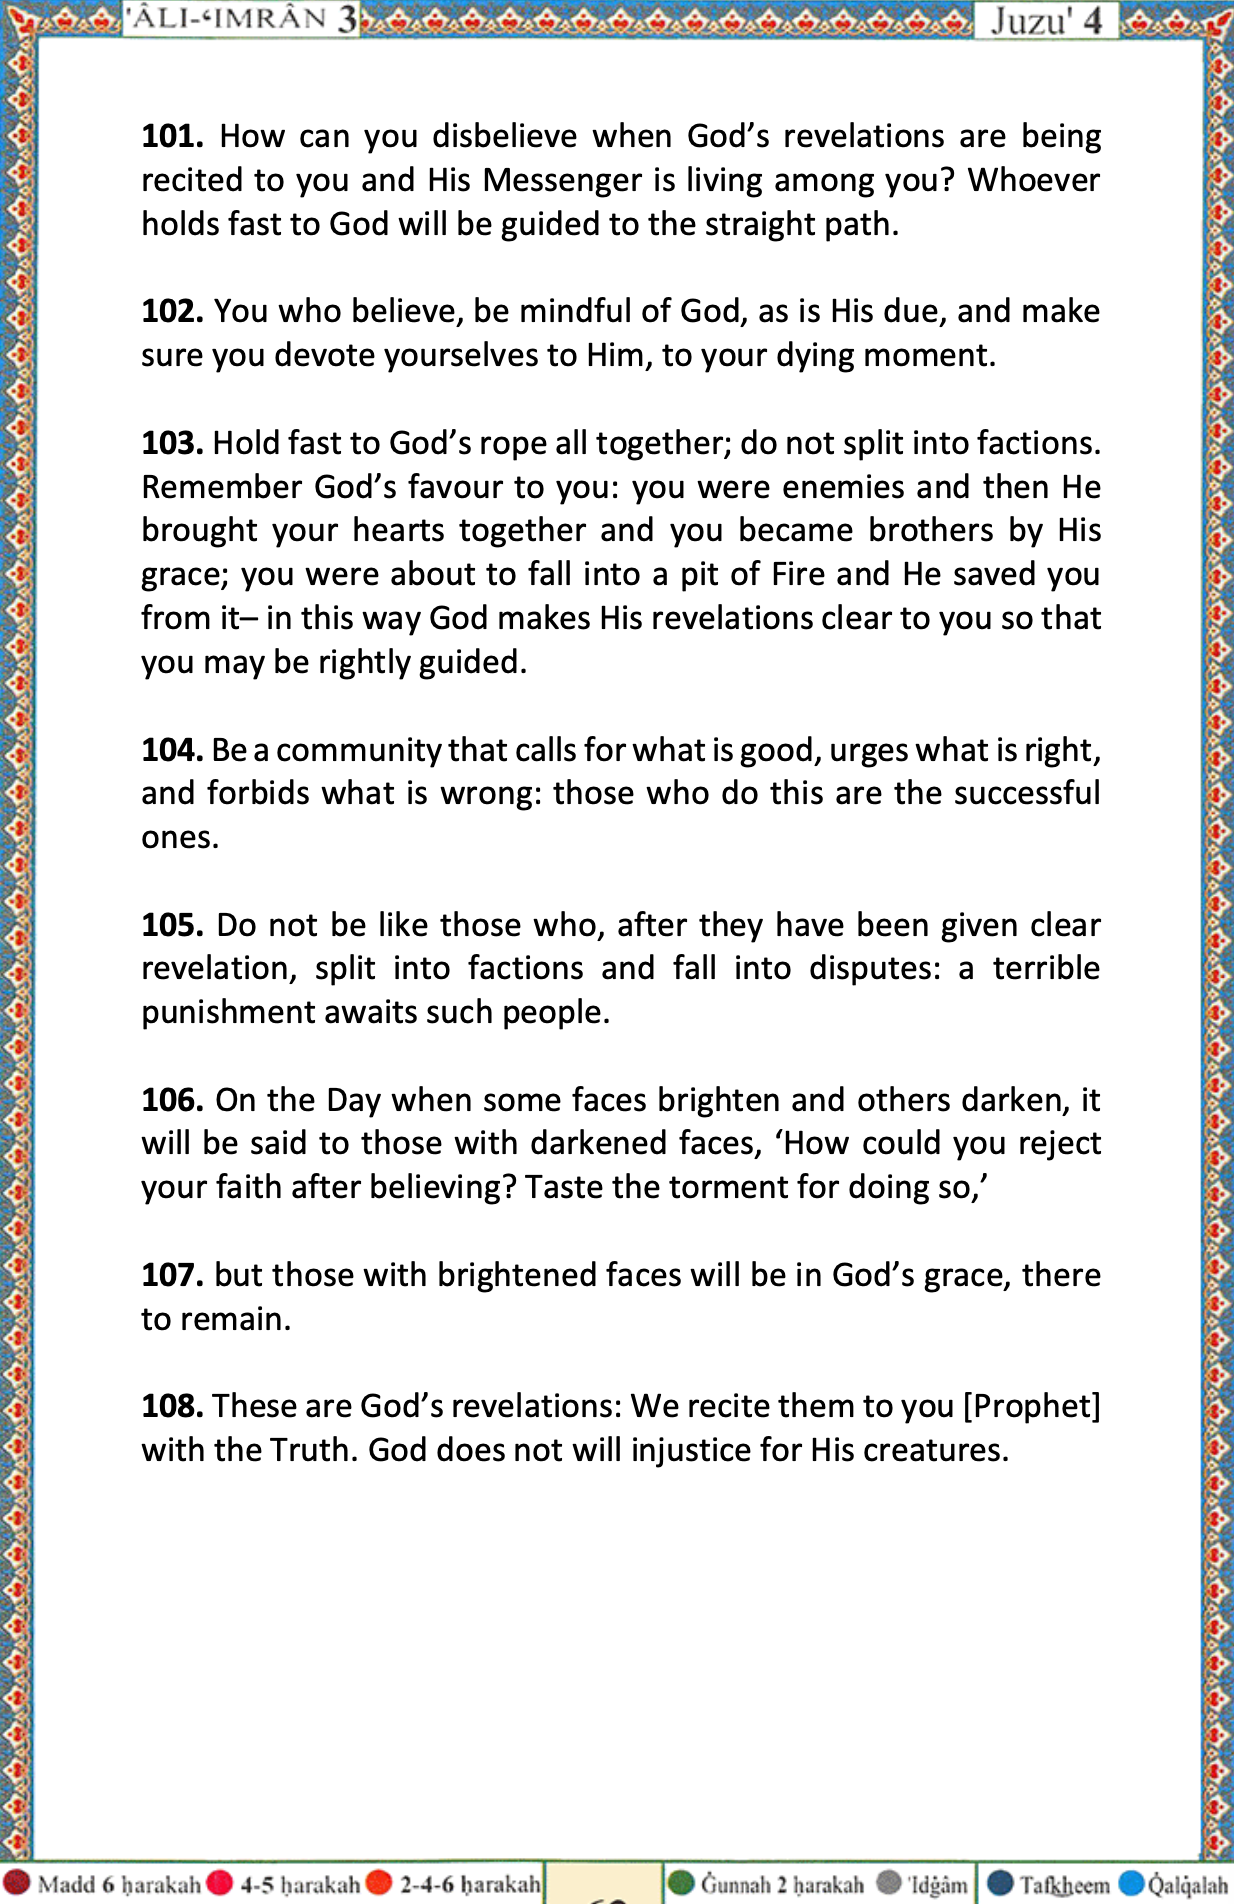 'ÂLI-‘IMRÂN 3
Juzu' 4
101. How can you disbelieve when God’s revelations are being
recited to you and His Messenger is living among you? Whoever
holds fast to God will be guided to the straight path.
102. You who believe, be mindful of God, as is His due, and make
sure you devote yourselves to Him, to your dying moment.
103. Hold fast to God’s rope all together; do not split into factions.
Remember God’s favour to you: you were enemies and then He
brought your hearts together and you became brothers by His
grace; you were about to fall into a pit of Fire and He saved you
from it– in this way God makes His revelations clear to you so that
you may be rightly guided.
104. Be a community that calls for what is good, urges what is right,
and forbids what is wrong: those who do this are the successful
ones.
105. Do not be like those who, after they have been given clear
revelation, split into factions and fall into disputes: a terrible
punishment awaits such people.
106. On the Day when some faces brighten and others darken, it
will be said to those with darkened faces, ‘How could you reject
your faith after believing? Taste the torment for doing so,’
107. but those with brightened faces will be in God’s grace, there
to remain.
108. These are God’s revelations: We recite them to you [Prophet]
with the Truth. God does not will injustice for His creatures.
Madd 6 ḥarakah 4-5 ḥarakah 2-4-6 ḥarakah
Ġunnah 2 ḥarakah 'Idġâm Tafkheem Q̇alq̇alah